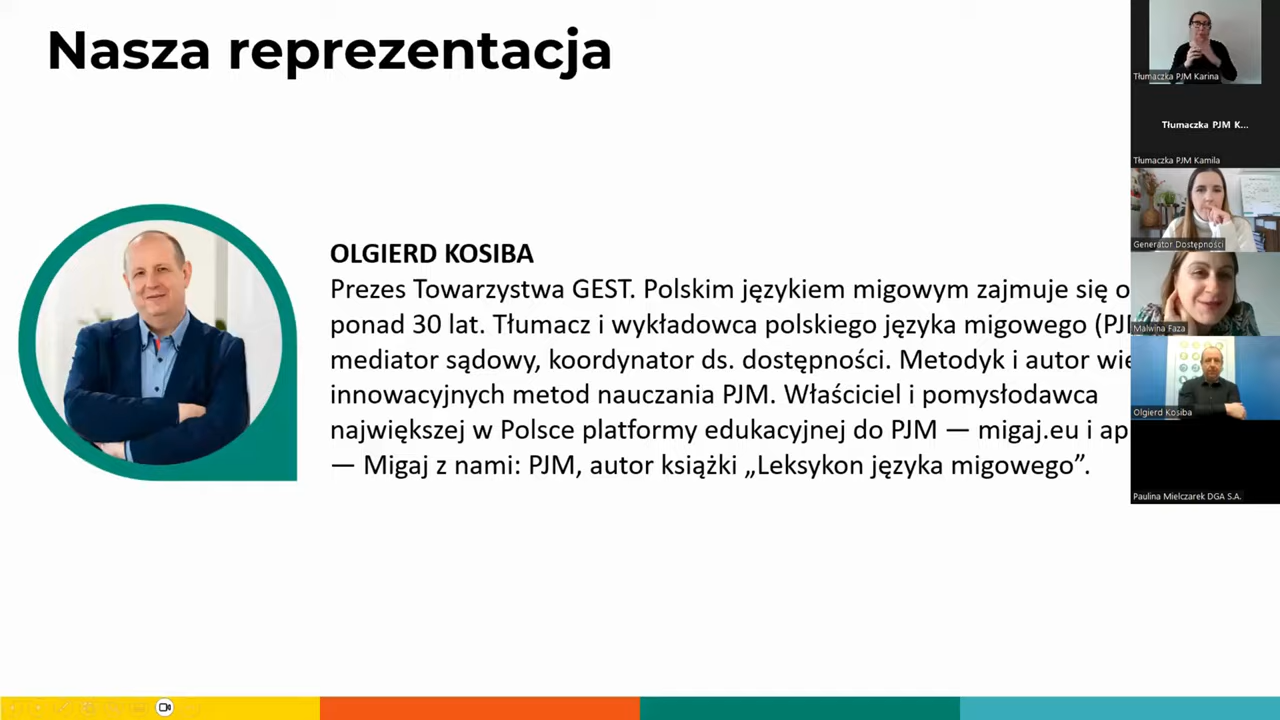 Nasza reprezentacja
OLGIERD KOSIBA
Prezes Towarzystwa GEST. Polskim językiem migowym zajmuje się o
ponad 30 lat. Tłumacz i wykładowca polskiego języka migowego (PJ
mediator sądowy, koordynator ds. dostępności. Metodyk i autor wie
innowacyjnych metod nauczania PJM. Właściciel i pomysłodawca
największej w Polsce platformy edukacyjnej do PJM — migaj.eu i ap
— Migaj z nami: PJM, autor książki „Leksykon języka migowego”.
Tłumaczka PJM Karina
Tłumaczka PJM K...
Tłumaczka PJM Kamila
Generator Dostępności
Malwina Faza
Olgierd Kosiba
Paulina Mielczarek DGA S.A.